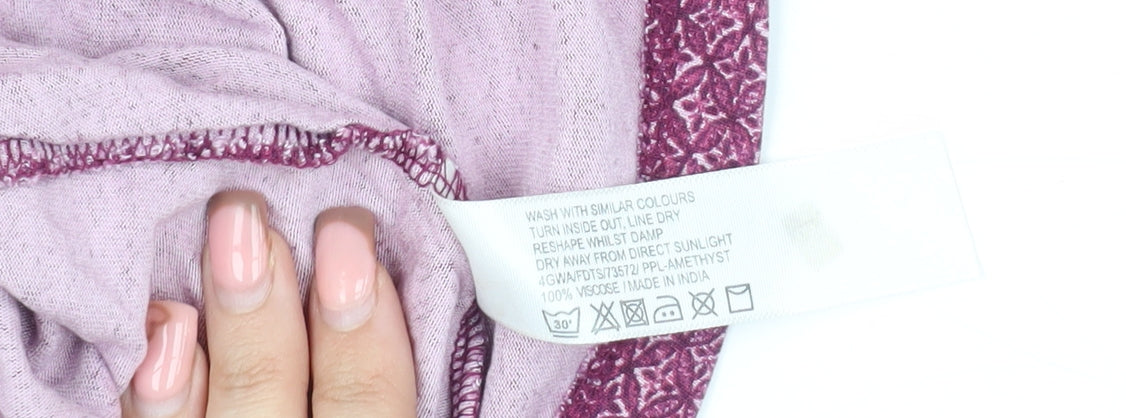 WASH WITH SIMILAR COLOURS
TURN INSIDE OUT, LINE DRY
RESHAPE WHILST DAMP
DRY AWAY FROM DIRECT SUNLIGHT
4GWA/FDTS/73572/ PPL-AMETHYST
100% VISCOSE / MADE IN INDIA
30°